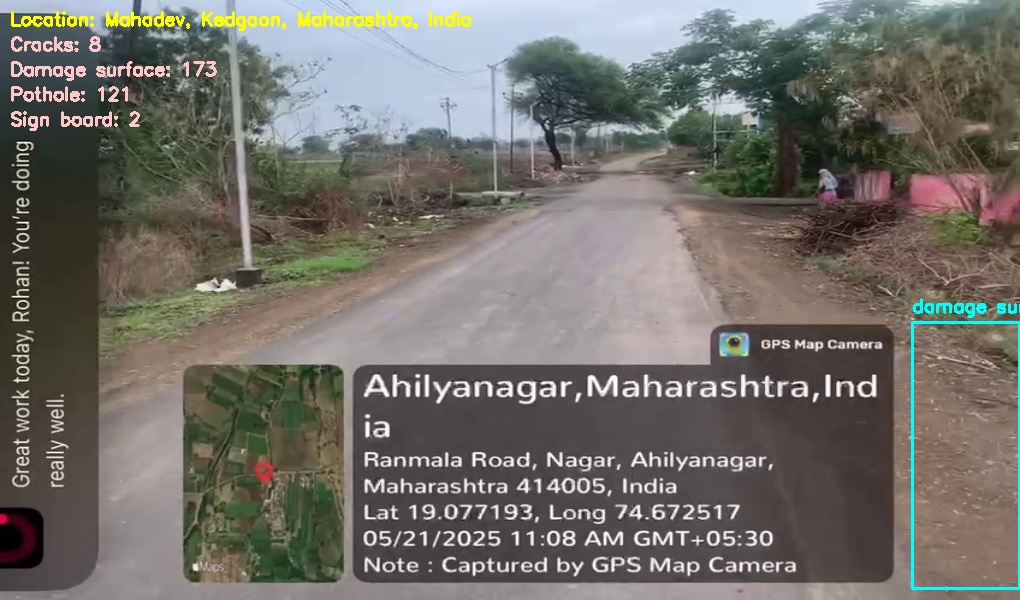 Location: Mahadev, Kedgaon, Maharashtra, India
Cracks: 8
Damage surface: 173
Pothole: 121
Sign board: 2
Great work today, Rohan! You're doing
really well.
damage su
GPS Map Camera
Ahilyanagar,Maharashtra,Ind
ia
Ranmala Road, Nagar, Ahilyanagar,
Maharashtra 414005, India
Lat 19.077193, Long 74.672517
05/21/2025 11:08 AM GMT+05:30
Note : Captured by GPS Map Camera
Maps